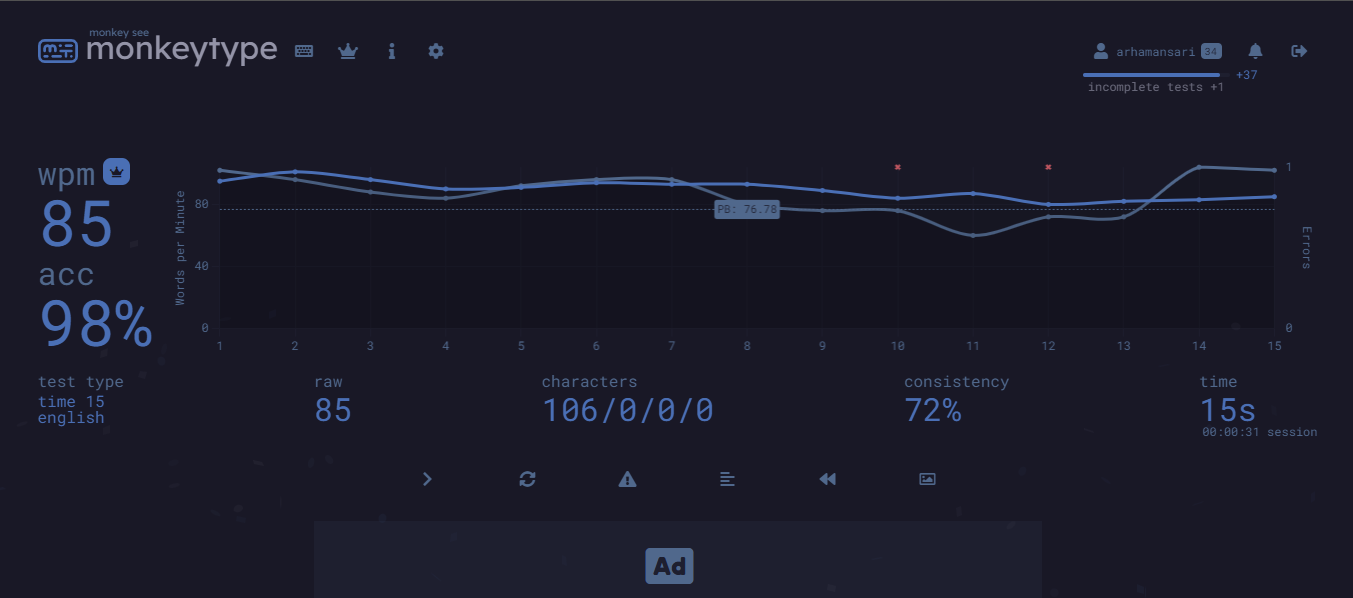 monkey see
monkeytype
arhamansari 34
+37
incomplete tests +1
wpm
85
acc
98%
Words per Minute
80
40
0
PB: 76.78
1
0
Errors
1 2 3 4 5 6 7 8 9 10 11 12 13 14 15
test type
time 15
english
raw
85
characters
106/0/0/0
consistency
72%
time
15s
00:00:31 session
Ad